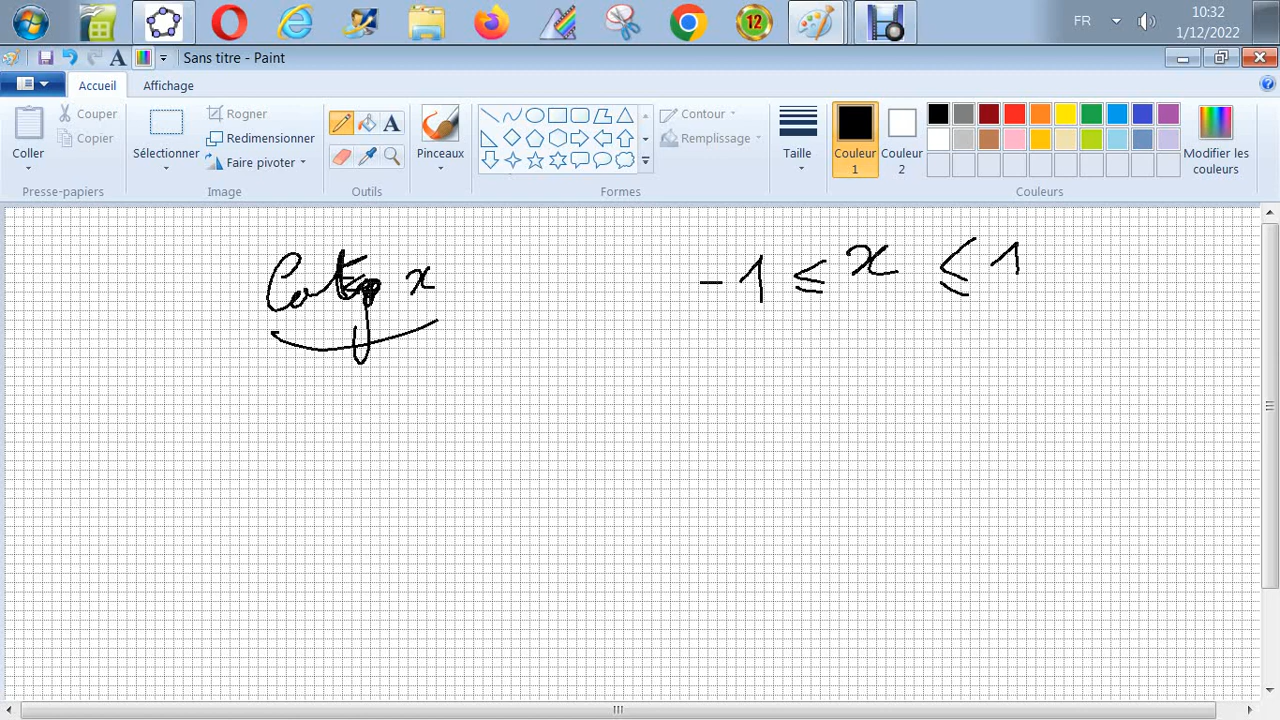 FR
10:32
1/12/2022
12
Sans titre - Paint
Accueil Affichage
Coller
Couper
Copier
Presse-papiers
Sélectionner
Rogner
Redimensionner
Faire pivoter
Image
A
Outils
Pinceaux
Formes
Contour
Remplissage
Taille
Couleur
1
Couleur
2
Modifier les
couleurs
Couleurs
x -1 ≤ x ≤ 1